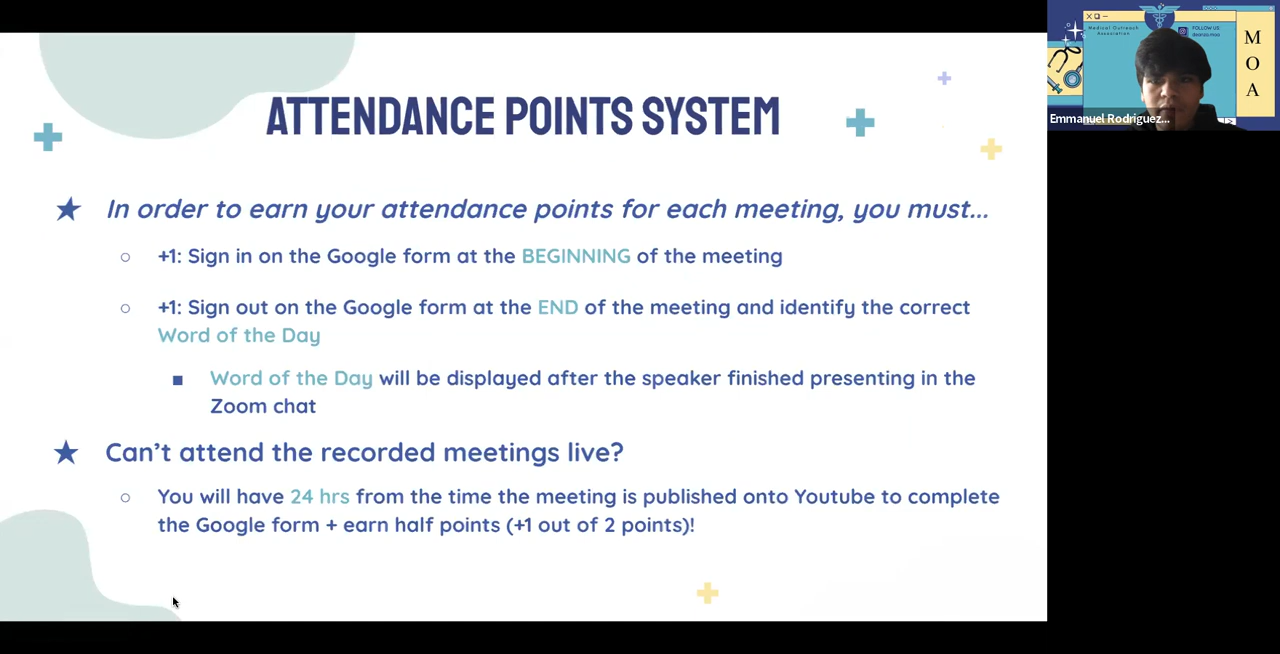 ATTENDANCE POINTS SYSTEM
In order to earn your attendance points for each meeting, you must...
+1: Sign in on the Google form at the BEGINNING of the meeting
+1: Sign out on the Google form at the END of the meeting and identify the correct
Word of the Day
Word of the Day will be displayed after the speaker finished presenting in the
Zoom chat
Can't attend the recorded meetings live?
You will have 24 hrs from the time the meeting is published onto Youtube to complete
the Google form + earn half points (+1 out of 2 points)!
Medical Outreach
Association
FOLLOW US
deanza.moa
M
O
A
Emmanuel Rodriguez...